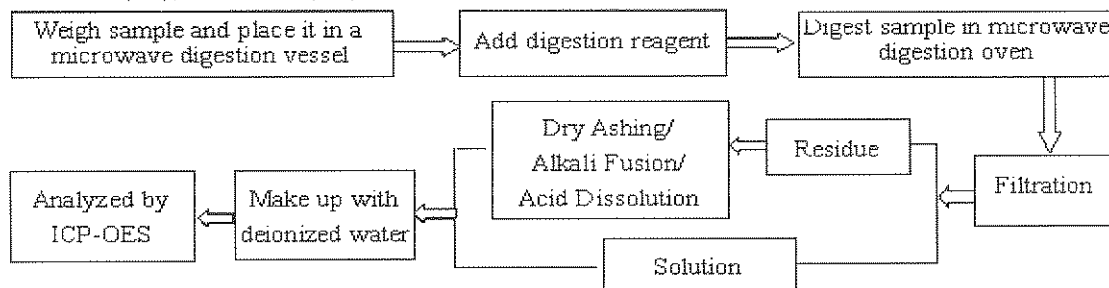 Weigh sample and place it in a
microwave digestion vessel
Add digestion reagent
Digest sample in microwave
digestion oven
Filtration
Residue
Solution
Dry Ashing/
Alkali Fusion/
Acid Dissolution
Make up with
deionized water
Analyzed by
ICP-OES